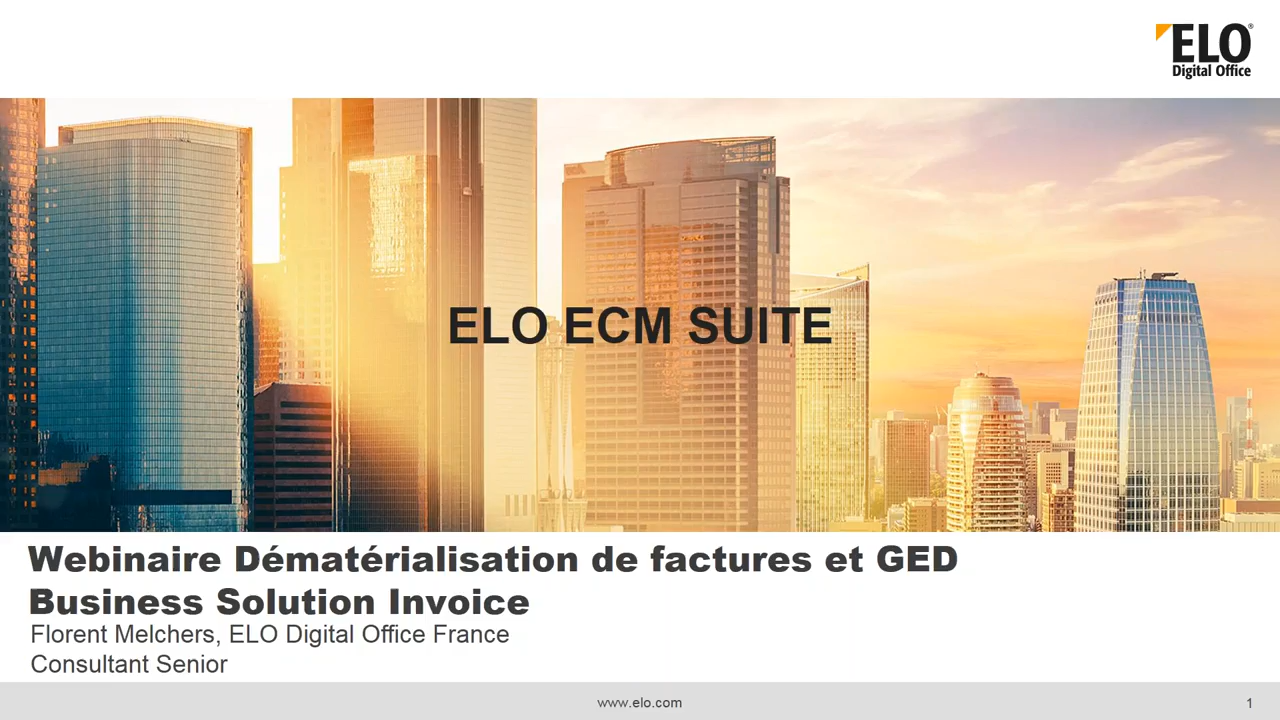 ELO®
Digital Office
ELO ECM SUITE
Webinaire Dématérialisation de factures et GED
Business Solution Invoice
Florent Melchers, ELO Digital Office France
Consultant Senior
www.elo.com
1